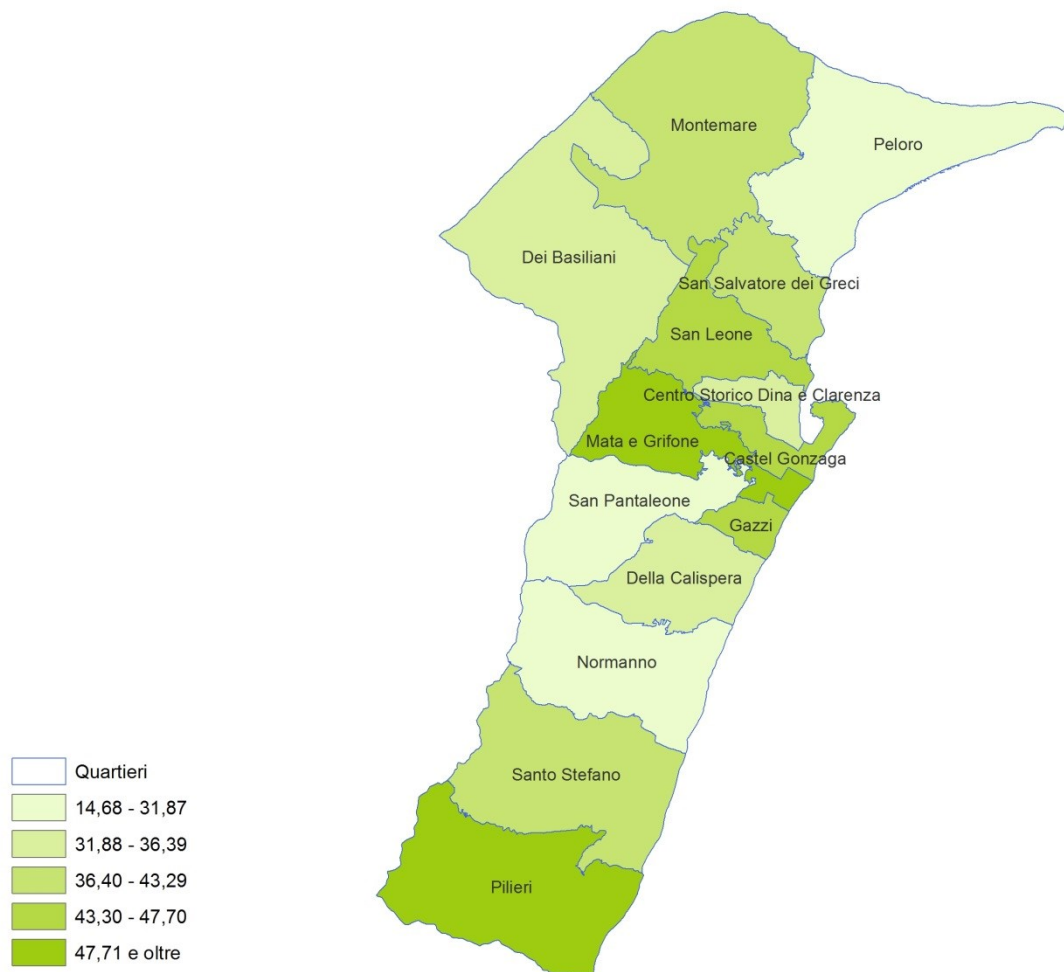 Montemare
Peloro
Dei Basiliani
San Salvatore dei Greci
San Leone
Centro Storico Dina e Clarenza
Mata e Grifone
Castel Gonzaga
San Pantaleone
Gazzi
Della Calispera
Normanno
Santo Stefano
Pilieri
Quartieri
14,68 - 31,87
31,88 - 36,39
36,40 - 43,29
43,30 - 47,70
47,71 e oltre